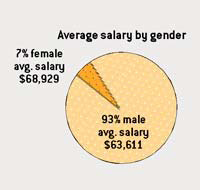 Average salary by gender
7% female
avg. salary
$68,929
93% male
avg. salary
$63,611